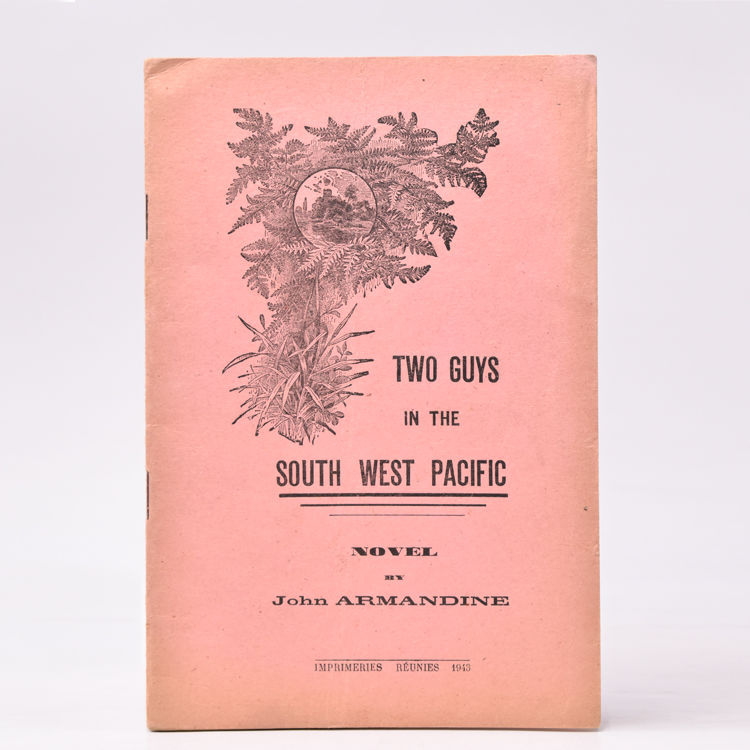 TWO GUYS
IN THE
SOUTH WEST PACIFIC
NOVEL
BY
John ARMANDINE
IMPRIMERIES RÉUNIES 1943